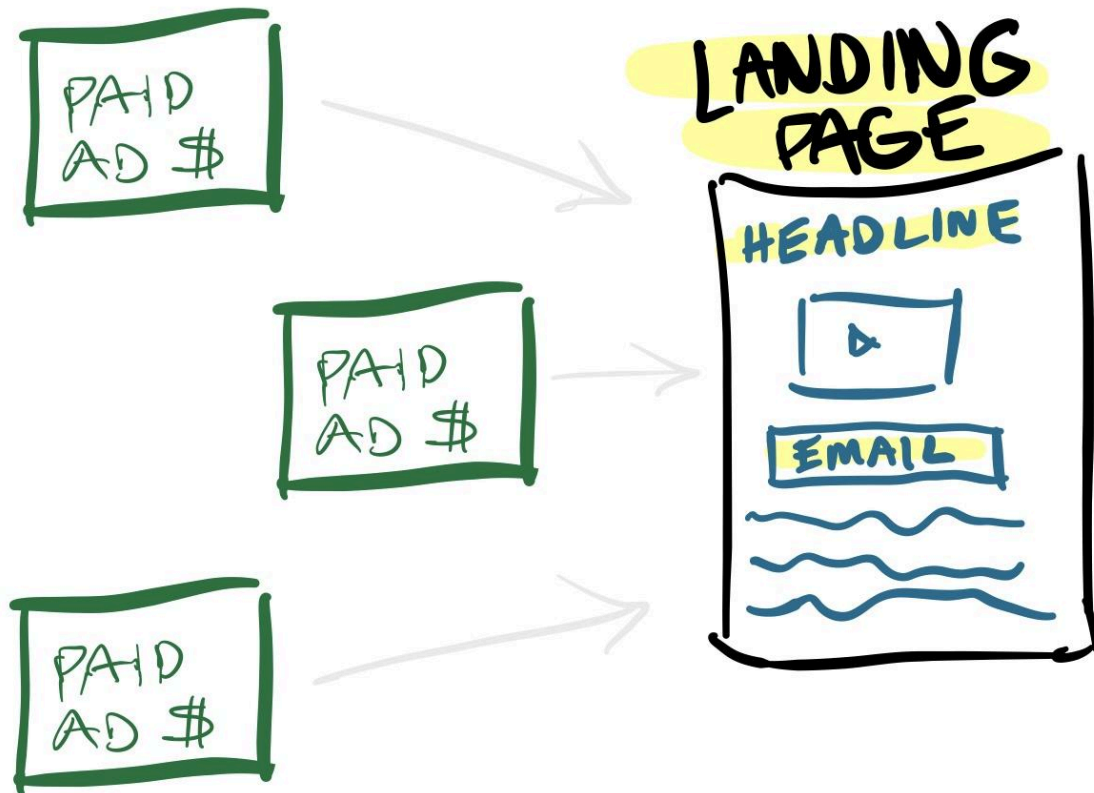 PAID
AD $
PAID
AD $
PAID
AD $
LANDING
PAGE
HEADLINE
EMAIL